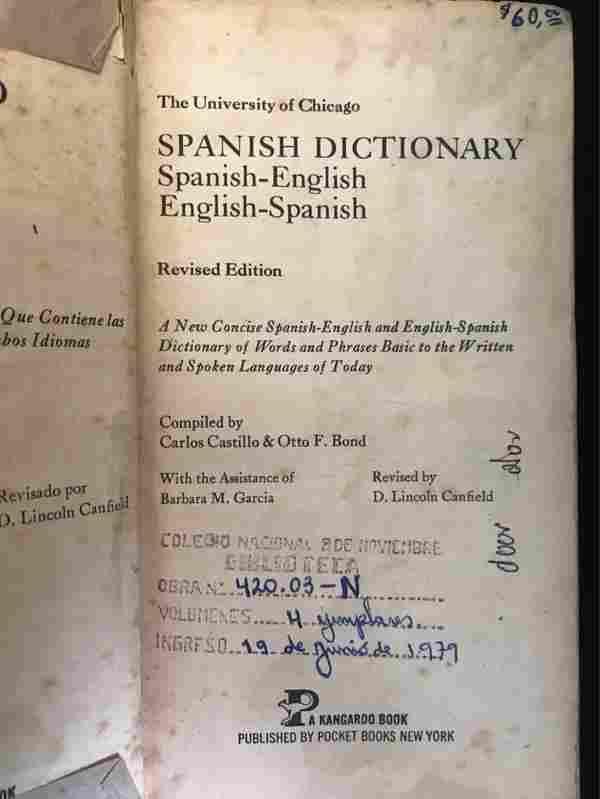 $60,00
O
Que Contiene las
bos Idiomas
Revisado por
D. Lincoln Canfield
OK
The University of Chicago
SPANISH DICTIONARY
Spanish-English
English-Spanish
Revised Edition
A New Concise Spanish-English and English-Spanish
Dictionary of Words and Phrases Basic to the Written
and Spoken Languages of Today
Compiled by
Carlos Castillo & Otto F. Bond
With the Assistance of
Barbara M. Garcia
Revised by
D. Lincoln Canfield
COLEGIO NACIONAL 8 DE NOVIEMBRE
BIBLIOTECA
OBRA Nº 420.03-N
VOLUMENES 4 ejemplares
INGRESO 19 de Junio de 1979
A KANGAROO BOOK
PUBLISHED BY POCKET BOOKS NEW YORK